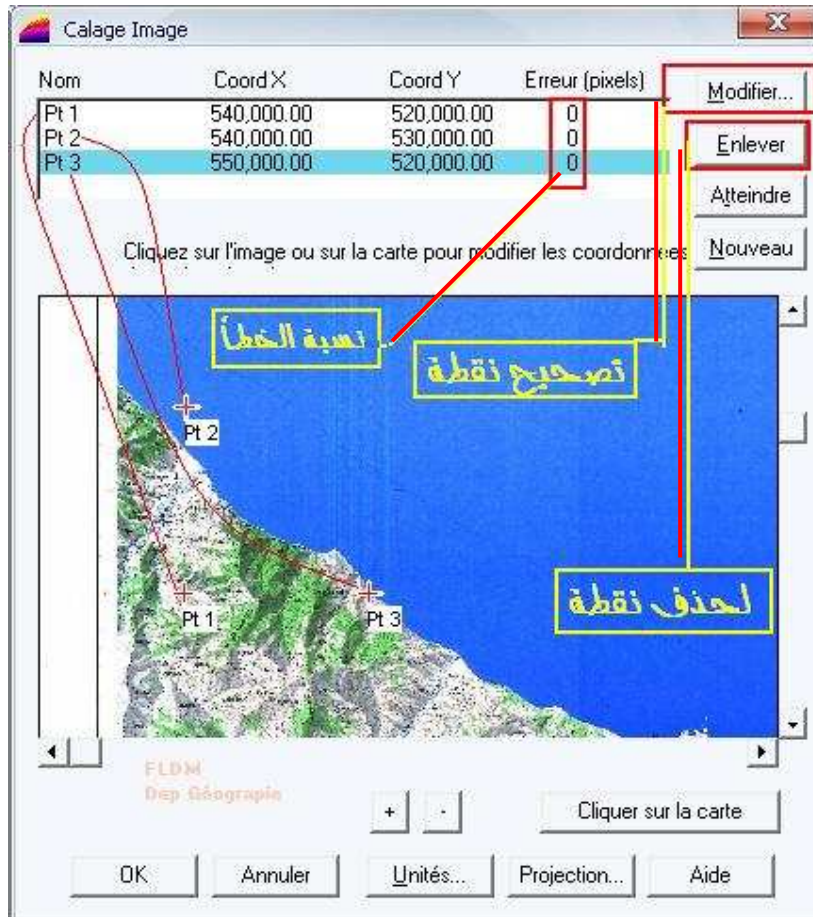 Calage Image
Nom Coord X Coord Y Erreur (pixels)
Modifier...
Pt 1 540,000.00 520,000.00 0
Pt 2 540,000.00 530,000.00 0
Enlever
Pt 3 550,000.00 520,000.00 0
Atteindre
Cliquez sur l'image ou sur la carte pour modifier les coordonnees
Nouveau
نسبة الخطأ
تصحيح نقطة
Pt 2
لحذف نقطة
Pt 1
Pt 3
FLDM
Dep Géographie
+ -
Cliquer sur la carte
OK Annuler Unités... Projection... Aide